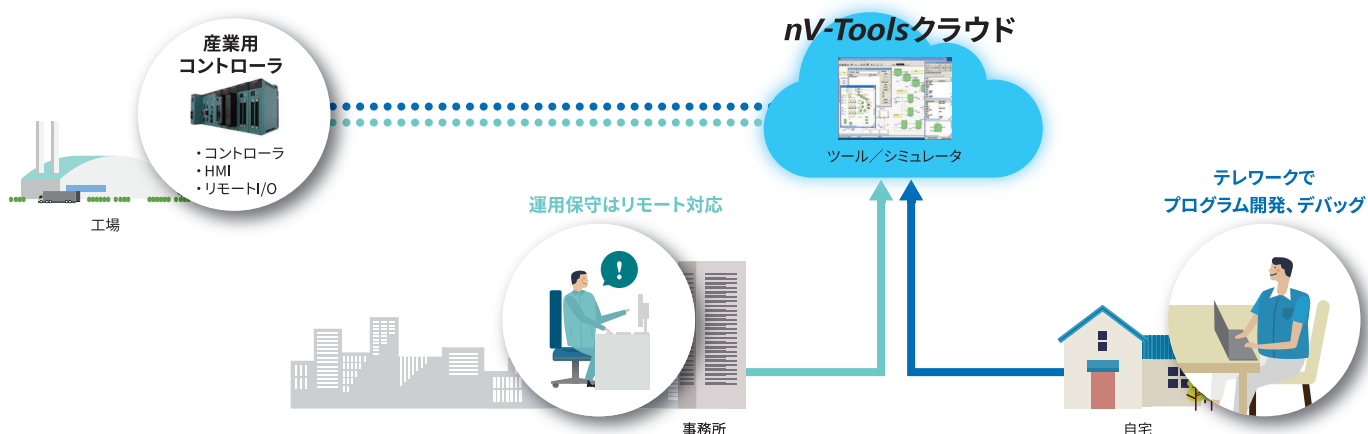 産業用
コントローラ
・コントローラ
・HMI
・リモートI/O
工場
nV-Toolsクラウド
ツール／シミュレータ
運用保守はリモート対応
!
事務所
テレワークで
プログラム開発、デバッグ
自宅